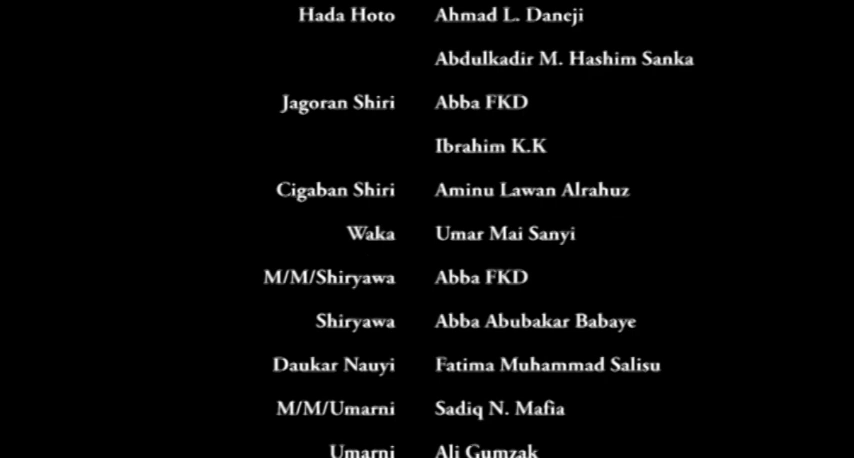 Hada Hoto Ahmad L. Daneji
Abdulkadir M. Hashim Sanka
Jagoran Shiri Abba FKD
Ibrahim K.K
Cigaban Shiri Aminu Lawan Alrahuz
Waka Umar Mai Sanyi
M/M/Shiryawa Abba FKD
Shiryawa Abba Abubakar Babaye
Daukar Nauyi Fatima Muhammad Salisu
M/M/Umarni Sadiq N. Mafia
Umarni Ali Gumzak